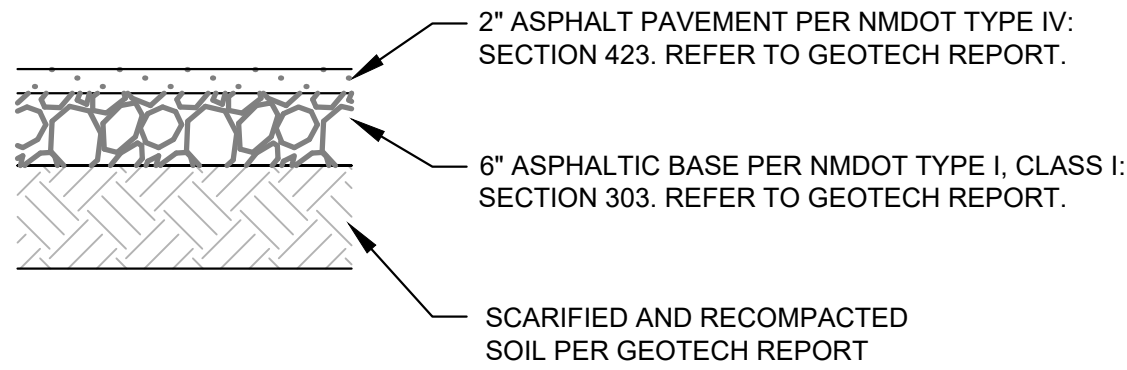 2" ASPHALT PAVEMENT PER NMDOT TYPE IV:
SECTION 423. REFER TO GEOTECH REPORT.
6" ASPHALTIC BASE PER NMDOT TYPE I, CLASS I:
SECTION 303. REFER TO GEOTECH REPORT.
SCARIFIED AND RECOMPACTED
SOIL PER GEOTECH REPORT